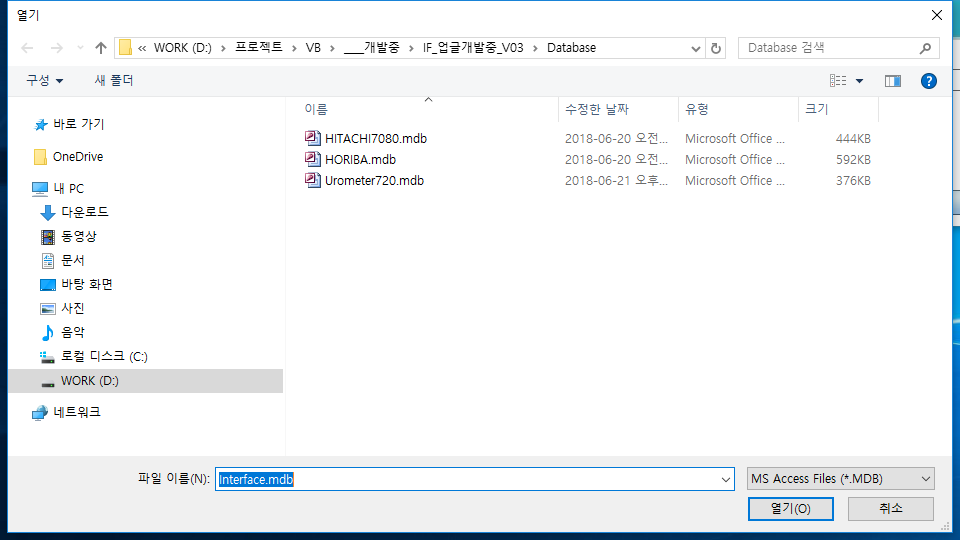 열기
« WORK (D:) › 프로젝트 › VB › ___개발중 › IF_업글개발중_V03 › Database
Database 검색
구성
새 폴더
이름 수정한 날짜 유형 크기
HITACHI7080.mdb 2018-06-20 오전... Microsoft Office ... 444KB
HORIBA.mdb 2018-06-20 오전... Microsoft Office ... 592KB
Urometer720.mdb 2018-06-21 오후... Microsoft Office ... 376KB
바로 가기
OneDrive
내 PC
다운로드
동영상
문서
바탕 화면
사진
음악
로컬 디스크 (C:)
WORK (D:)
네트워크
파일 이름(N): Interface.mdb
MS Access Files (*.MDB)
열기(O)
취소